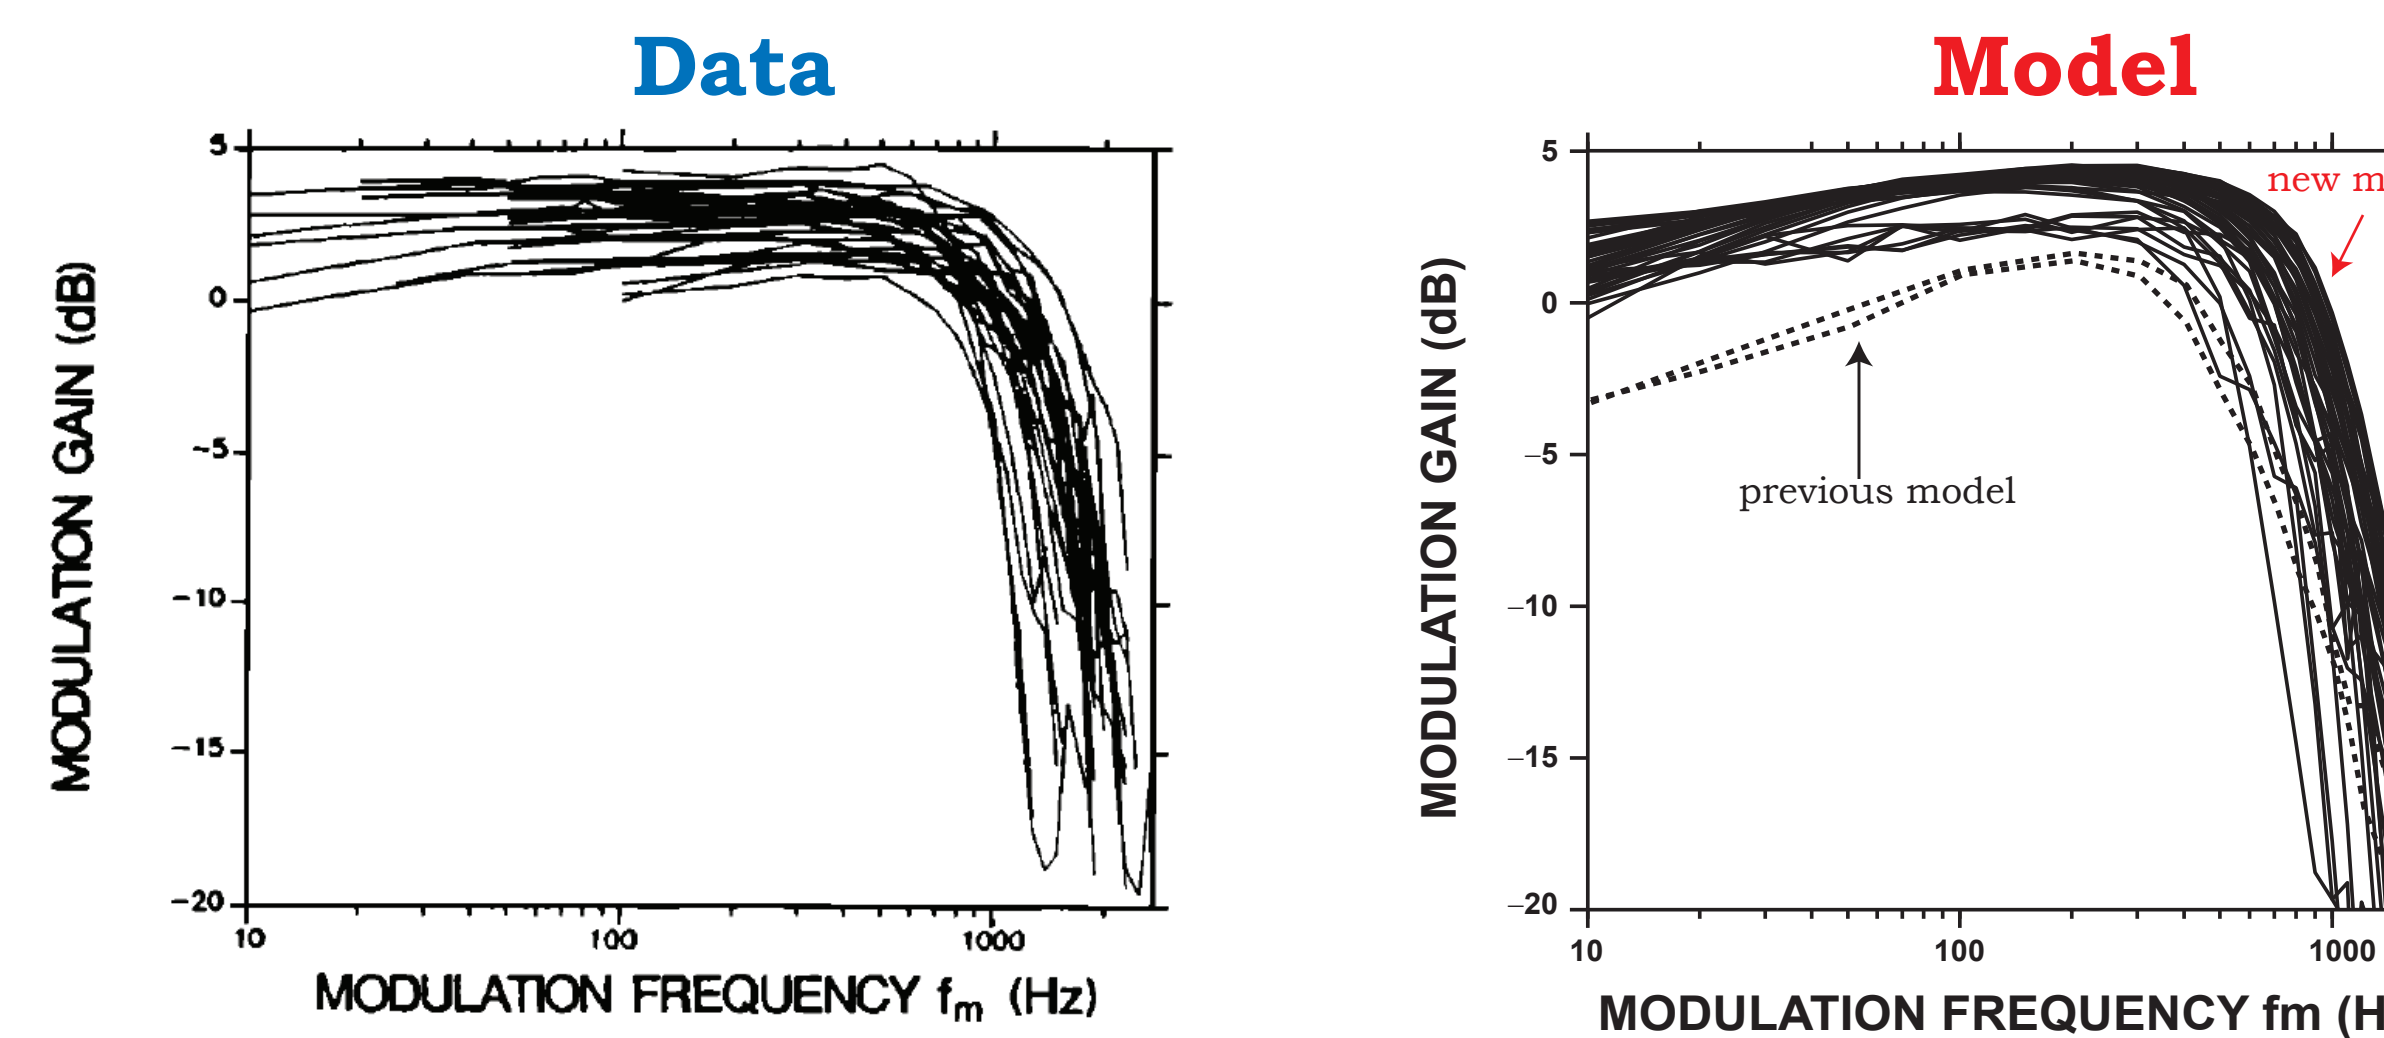 Data
5
0
-5
-10
-15
-20
10 100 1000
MODULATION GAIN (dB)
MODULATION FREQUENCY fm (Hz)
Model
5
0
–5
–10
–15
–20
10 100 1000
MODULATION GAIN (dB)
MODULATION FREQUENCY fm (H
new m
previous model